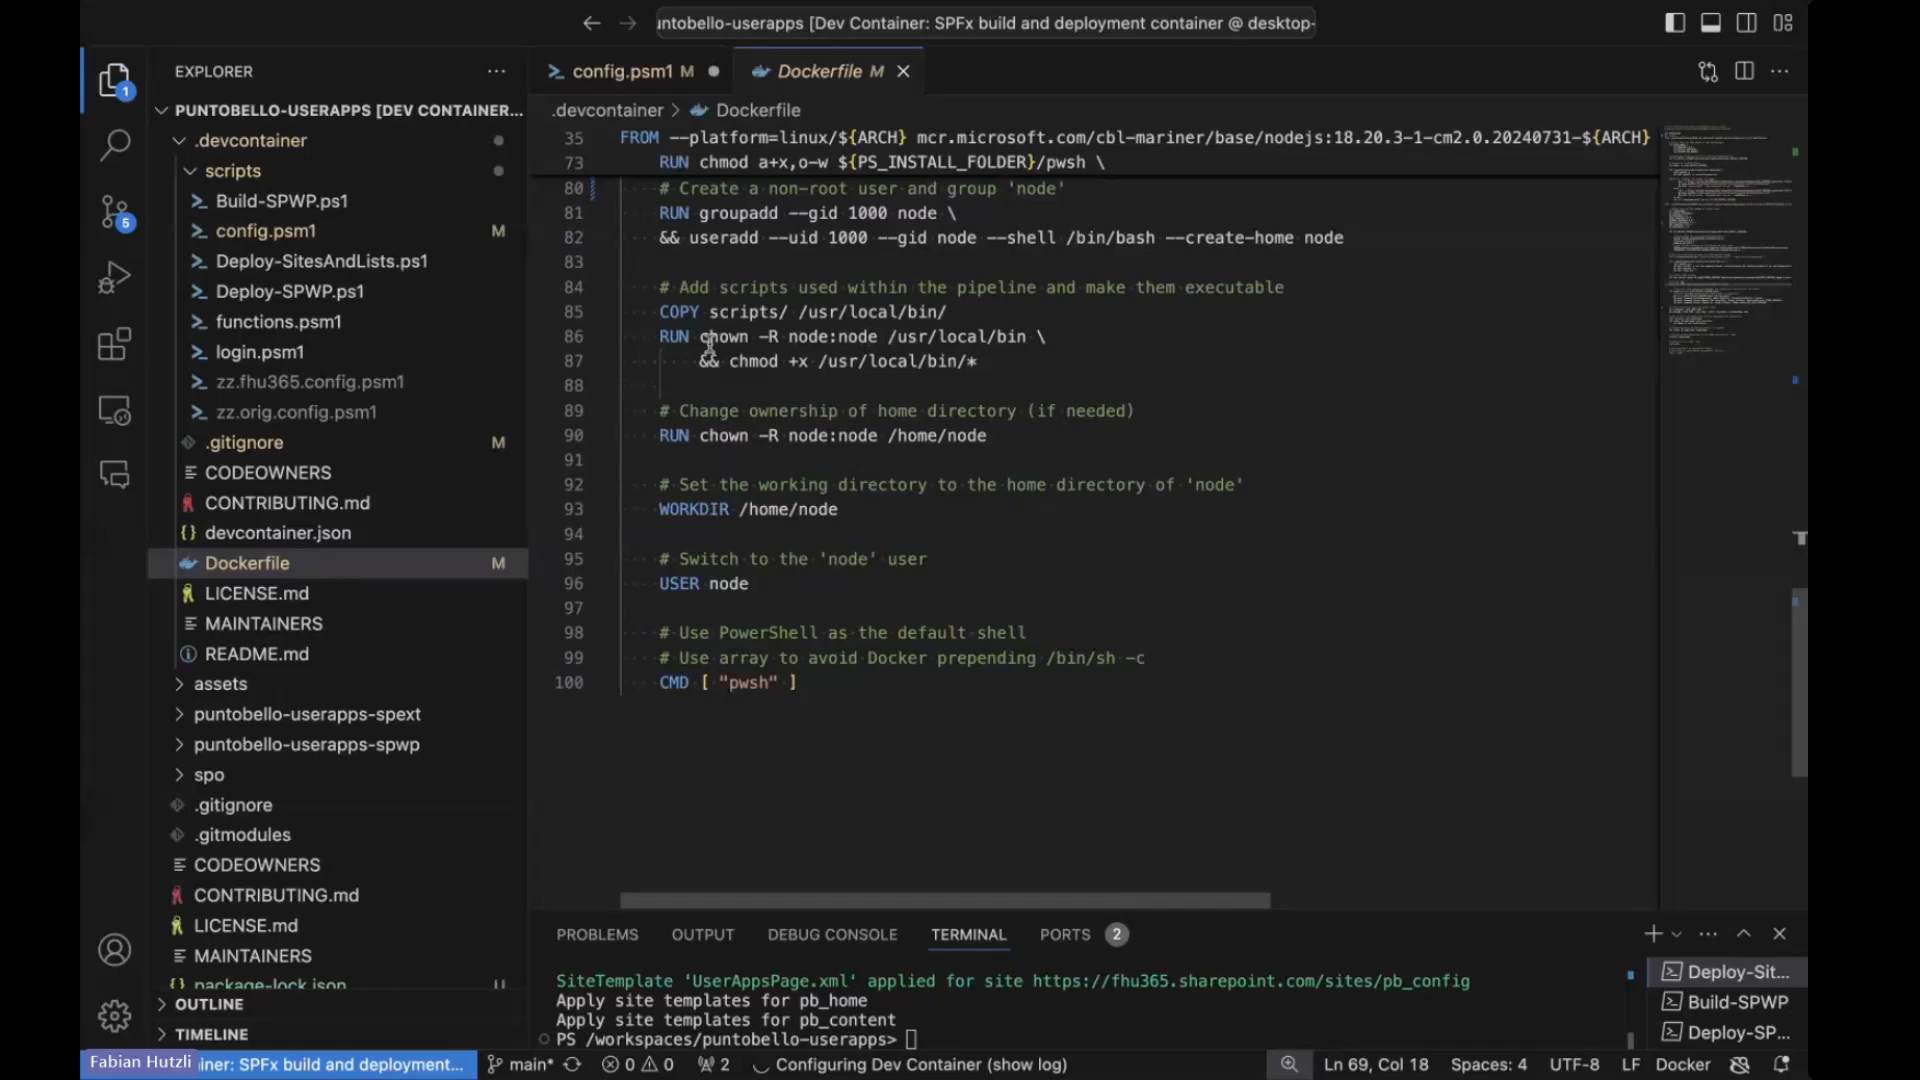 untobello-userapps [Dev Container: SPFx build and deployment container @ desktop-
EXPLORER
PUNTOBELLO-USERAPPS [DEV CONTAINER...
.devcontainer
scripts
Build-SPWP.ps1
config.psm1 M
Deploy-SitesAndLists.ps1
Deploy-SPWP.ps1
functions.psm1
login.psm1
zz.fhu365.config.psm1
zz.orig.config.psm1
.gitignore M
CODEOWNERS
CONTRIBUTING.md
devcontainer.json
Dockerfile M
LICENSE.md
MAINTAINERS
README.md
assets
puntobello-userapps-spext
puntobello-userapps-spwp
spo
.gitignore
.gitmodules
CODEOWNERS
CONTRIBUTING.md
LICENSE.md
MAINTAINERS
package-lock.json U
OUTLINE
TIMELINE
1
5
config.psm1 M
Dockerfile M
.devcontainer > Dockerfile
35 FROM --platform=linux/${ARCH} mcr.microsoft.com/cbl-mariner/base/nodejs:18.20.3-1-cm2.0.20240731-${ARCH}
73 RUN chmod a+x,o-w ${PS_INSTALL_FOLDER}/pwsh \
80 # Create a non-root user and group 'node'
81 RUN groupadd --gid 1000 node \
82 && useradd --uid 1000 --gid node --shell /bin/bash --create-home node
83
84 # Add scripts used within the pipeline and make them executable
85 COPY scripts/ /usr/local/bin/
86 RUN chown -R node:node /usr/local/bin \
87 && chmod +x /usr/local/bin/*
88
89 # Change ownership of home directory (if needed)
90 RUN chown -R node:node /home/node
91
92 # Set the working directory to the home directory of 'node'
93 WORKDIR /home/node
94
95 # Switch to the 'node' user
96 USER node
97
98 # Use PowerShell as the default shell
99 # Use array to avoid Docker prepending /bin/sh -c
100 CMD [ "pwsh" ]
PROBLEMS OUTPUT DEBUG CONSOLE TERMINAL PORTS 2
SiteTemplate 'UserAppsPage.xml' applied for site https://fhu365.sharepoint.com/sites/pb_config
Apply site templates for pb_home
Apply site templates for pb_content
PS /workspaces/puntobello-userapps>
Deploy-Sit...
Build-SPWP
Deploy-SP...
Fabian Hutzli
iner: SPFx build and deployment... main* 0 0 2 Configuring Dev Container (show log) Ln 69, Col 18 Spaces: 4 UTF-8 LF Docker